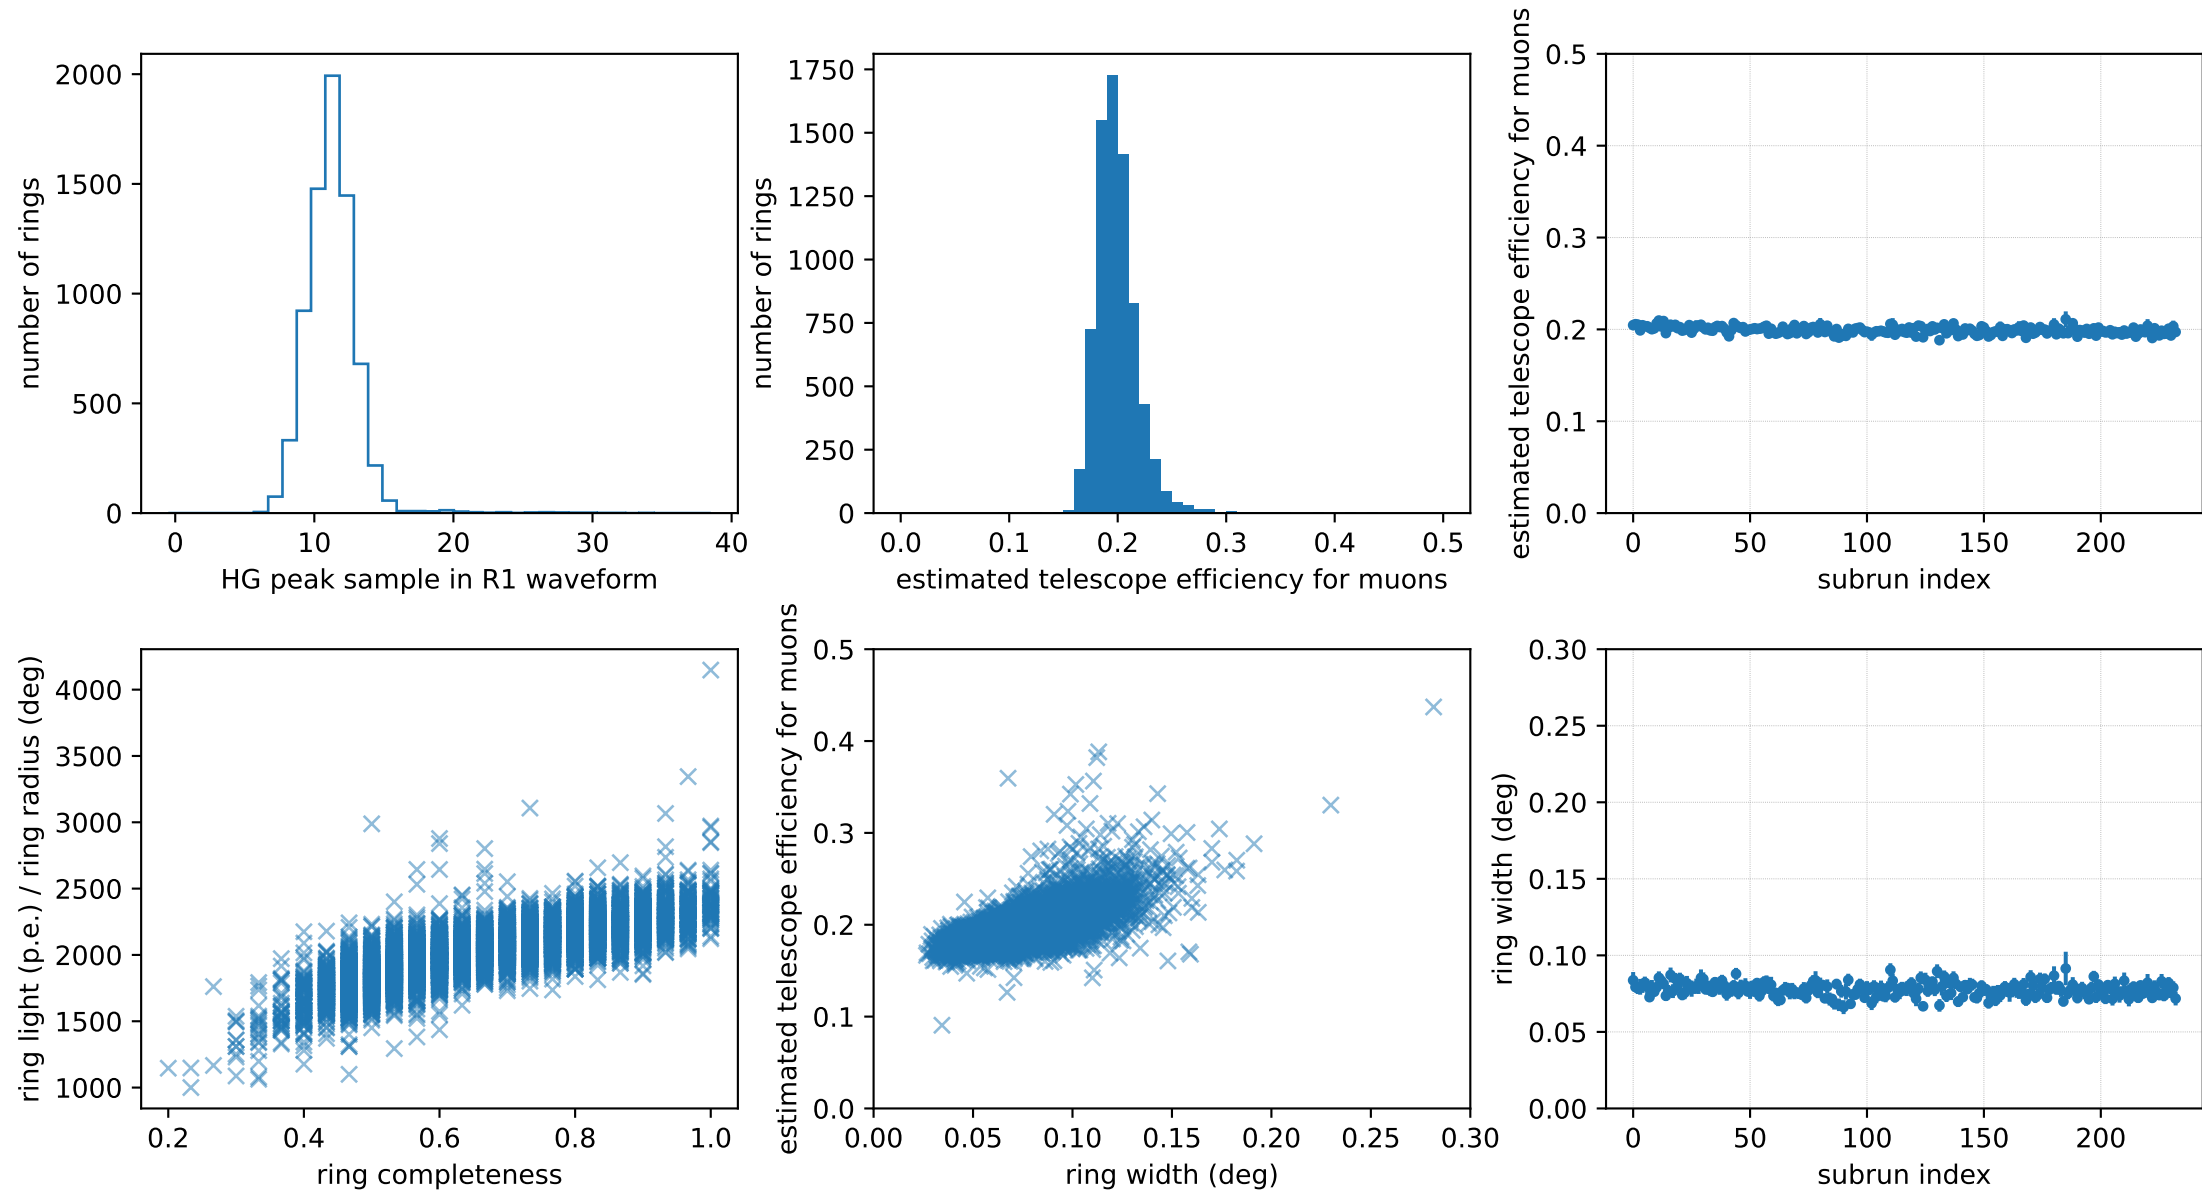 number of rings
2000
1500
1000
500
0
0 10 20 30 40
HG peak sample in R1 waveform
number of rings
1750
1500
1250
1000
750
500
250
0
0.0 0.1 0.2 0.3 0.4 0.5
estimated telescope efficiency for muons
estimated telescope efficiency for muons
0.5
0.4
0.3
0.2
0.1
0.0
0 50 100 150 200
subrun index
ring light (p.e.) / ring radius (deg)
4000
3500
3000
2500
2000
1500
1000
0.2 0.4 0.6 0.8 1.0
ring completeness
estimated telescope efficiency for muons
0.5
0.4
0.3
0.2
0.1
0.0
0.00 0.05 0.10 0.15 0.20 0.25 0.30
ring width (deg)
ring width (deg)
0.30
0.25
0.20
0.15
0.10
0.05
0.00
0 50 100 150 200
subrun index